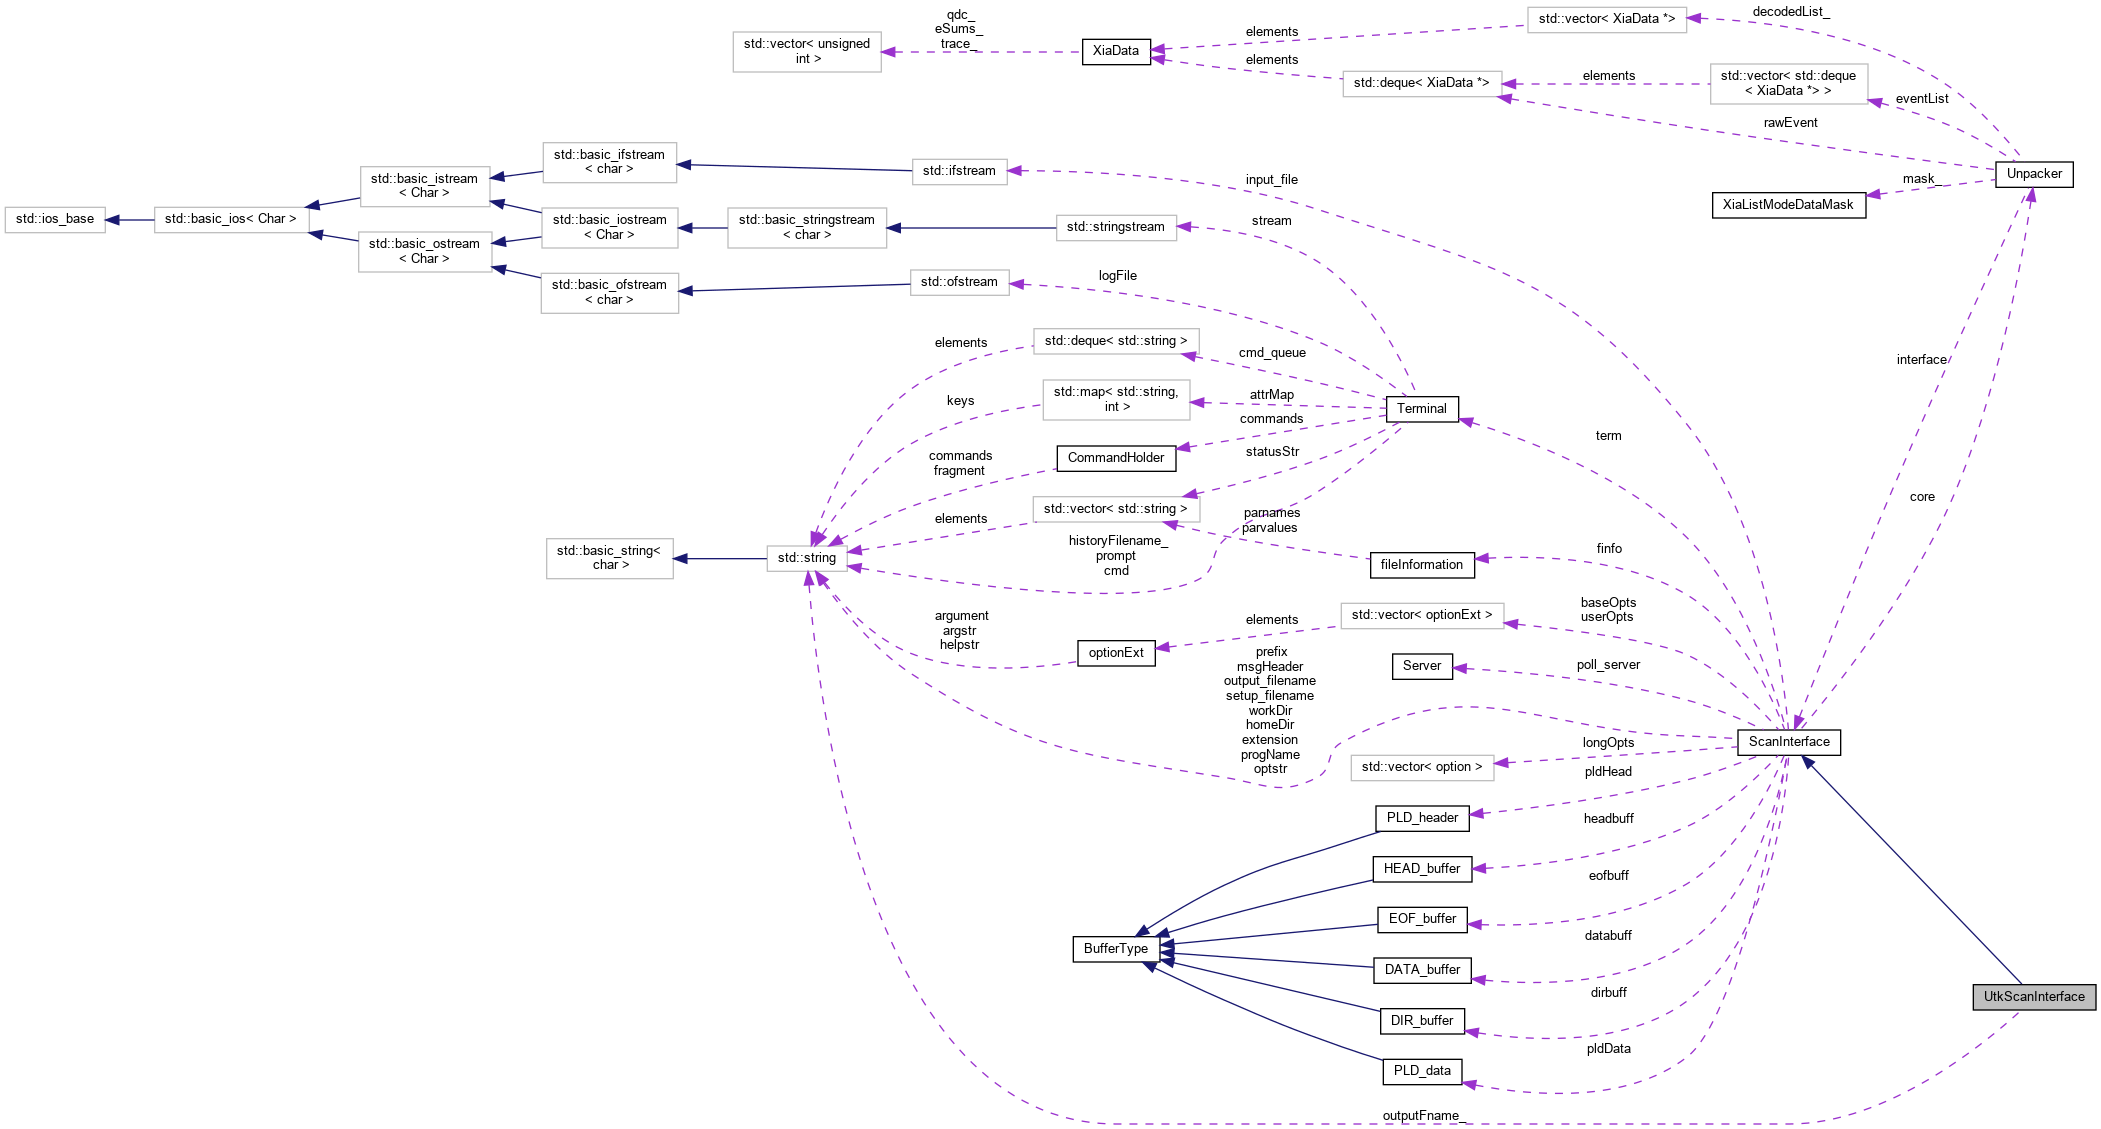 qdc_
eSums_
trace_
std::vector< unsigned
int >
XiaData
elements
elements
std::vector< XiaData *>
decodedList_
std::deque< XiaData *>
elements
std::vector< std::deque
< XiaData *> >
eventList
rawEvent
Unpacker
mask_
XiaListModeDataMask
std::ios_base
std::basic_ios< Char >
std::basic_istream
< Char >
std::basic_ostream
< Char >
std::basic_ifstream
< char >
std::basic_iostream
< Char >
std::basic_ofstream
< char >
std::basic_stringstream
< char >
std::ifstream
std::stringstream
std::ofstream
input_file
stream
logFile
interface
core
std::deque< std::string >
elements
cmd_queue
std::map< std::string,
int >
keys
attrMap
Terminal
term
CommandHolder
commands
commands
fragment
statusStr
std::vector< std::string >
elements
parnames
parvalues
historyFilename_
prompt
cmd
std::basic_string<
char >
std::string
fileInformation
finfo
std::vector< optionExt >
baseOpts
userOpts
elements
optionExt
argument
argstr
helpstr
Server
poll_server
prefix
msgHeader
output_filename
setup_filename
workDir
homeDir
extension
progName
optstr
std::vector< option >
longOpts
ScanInterface
pldHead
PLD_header
headbuff
HEAD_buffer
eofbuff
EOF_buffer
databuff
BufferType
DATA_buffer
dirbuff
DIR_buffer
UtkScanInterface
pldData
PLD_data
outputFname_